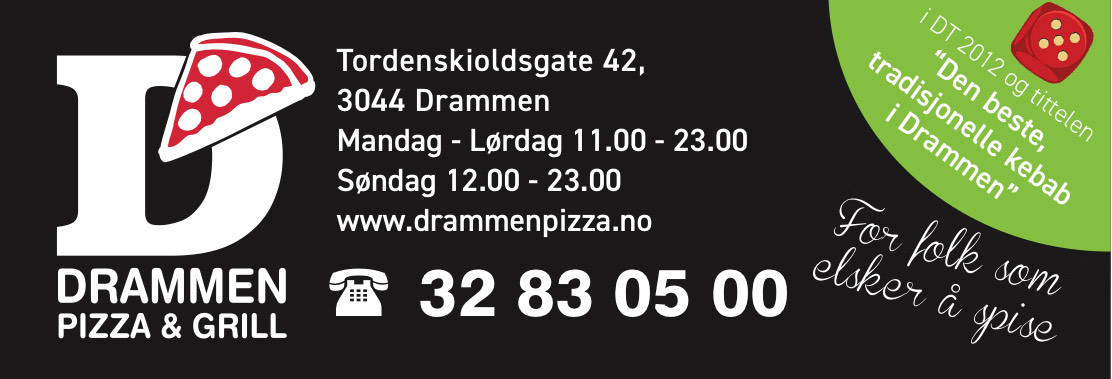 D
DRAMMEN
PIZZA & GRILL
Tordenskioldsgate 42,
3044 Drammen
Mandag - Lørdag 11.00 - 23.00
Søndag 12.00 - 23.00
www.drammenpizza.no
32 83 05 00
i DT 2012 og tittelen
“Den beste,
tradisjonelle kebab
i Drammen”
For folk som
elsker å spise